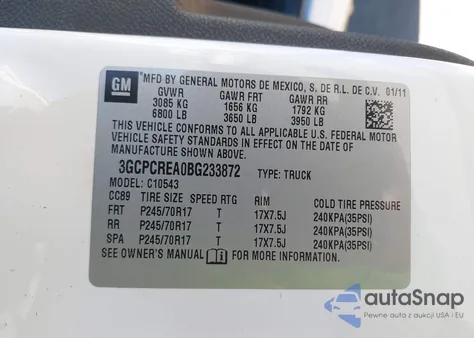 GM
MFD BY GENERAL MOTORS DE MEXICO, S. DE R.L. DE C.V. 01/11
GVWR GAWR FRT GAWR RR
3085 KG 1656 KG 1792 KG
6800 LB 3650 LB 3950 LB
THIS VEHICLE CONFORMS TO ALL APPLICABLE U.S. FEDERAL MOTOR
VEHICLE SAFETY STANDARDS IN EFFECT ON THE DATE OF
MANUFACTURE SHOWN ABOVE.
3GCPCREA0BG233872 TYPE: TRUCK
MODEL: C10543
CC89 TIRE SIZE SPEED RTG RIM COLD TIRE PRESSURE
FRT P245/70R17 T 17X7.5J 240KPA(35PSI)
RR P245/70R17 T 17X7.5J 240KPA(35PSI)
SPA P245/70R17 T 17X7.5J 240KPA(35PSI)
SEE OWNER'S MANUAL FOR MORE INFORMATION
autoSnap
Pewne auta z aukcji USA i EU